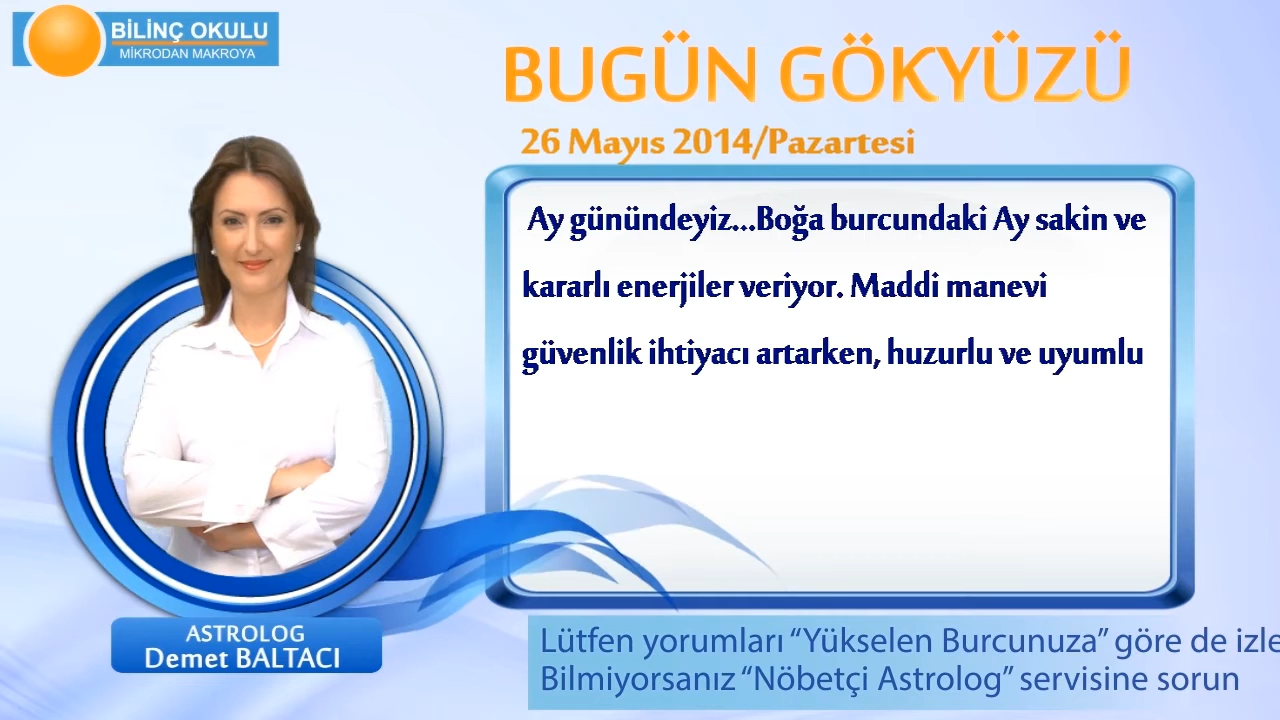 BİLİNÇ OKULU
MİKRODAN MAKROYA
BUGÜN GÖKYÜZÜ
26 Mayıs 2014/Pazartesi
Ay günündeyiz...Boğa burcundaki Ay sakin ve
kararlı enerjiler veriyor. Maddi manevi
güvenlik ihtiyacı artarken, huzurlu ve uyumlu
ASTROLOG
Demet BALTACI
Lütfen yorumları “Yükselen Burcunuza” göre de izle
Bilmiyorsanız “Nöbetçi Astrolog” servisine sorun